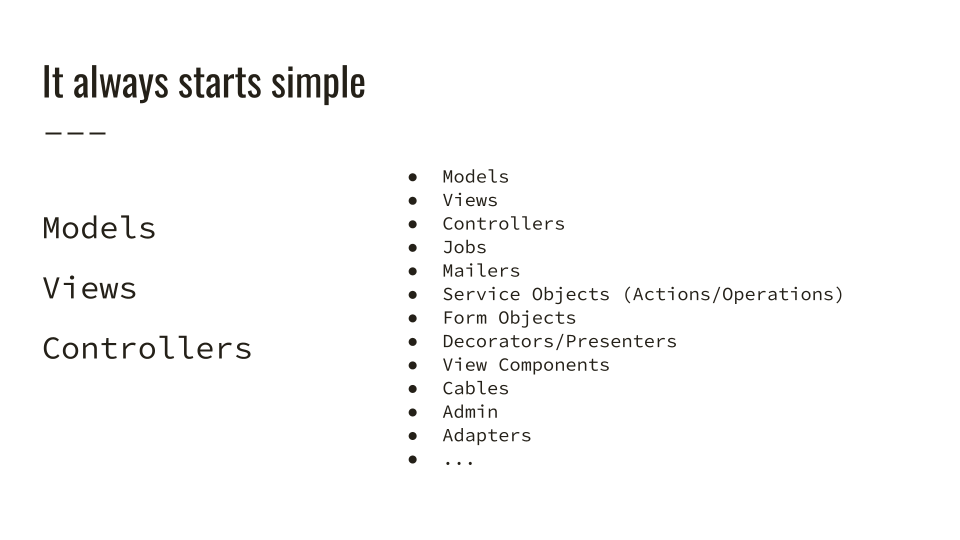 It always starts simple
Models
Views
Controllers
● Models
● Views
● Controllers
● Jobs
● Mailers
● Service Objects (Actions/Operations)
● Form Objects
● Decorators/Presenters
● View Components
● Cables
● Admin
● Adapters
● ...